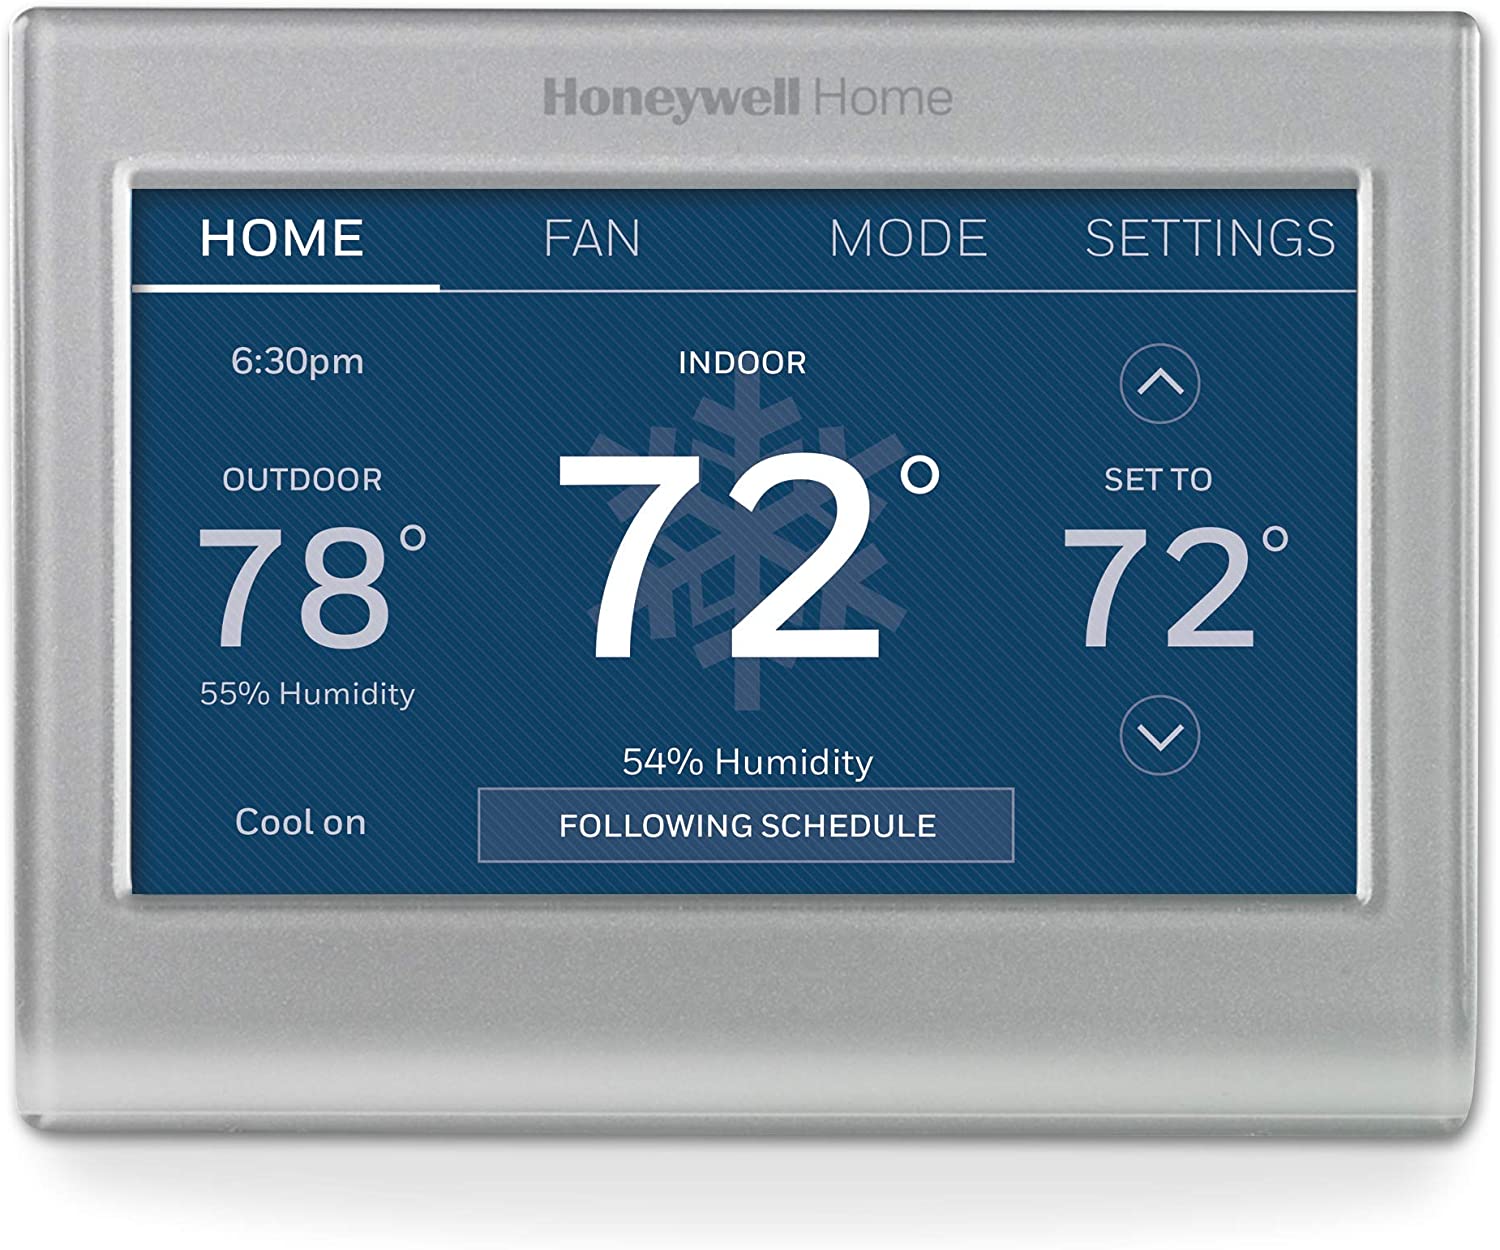 Honeywell Home
HOME FAN MODE SETTINGS
6:30pm
OUTDOOR
78°
55% Humidity
Cool on
INDOOR
72°
54% Humidity
FOLLOWING SCHEDULE
SET TO
72°